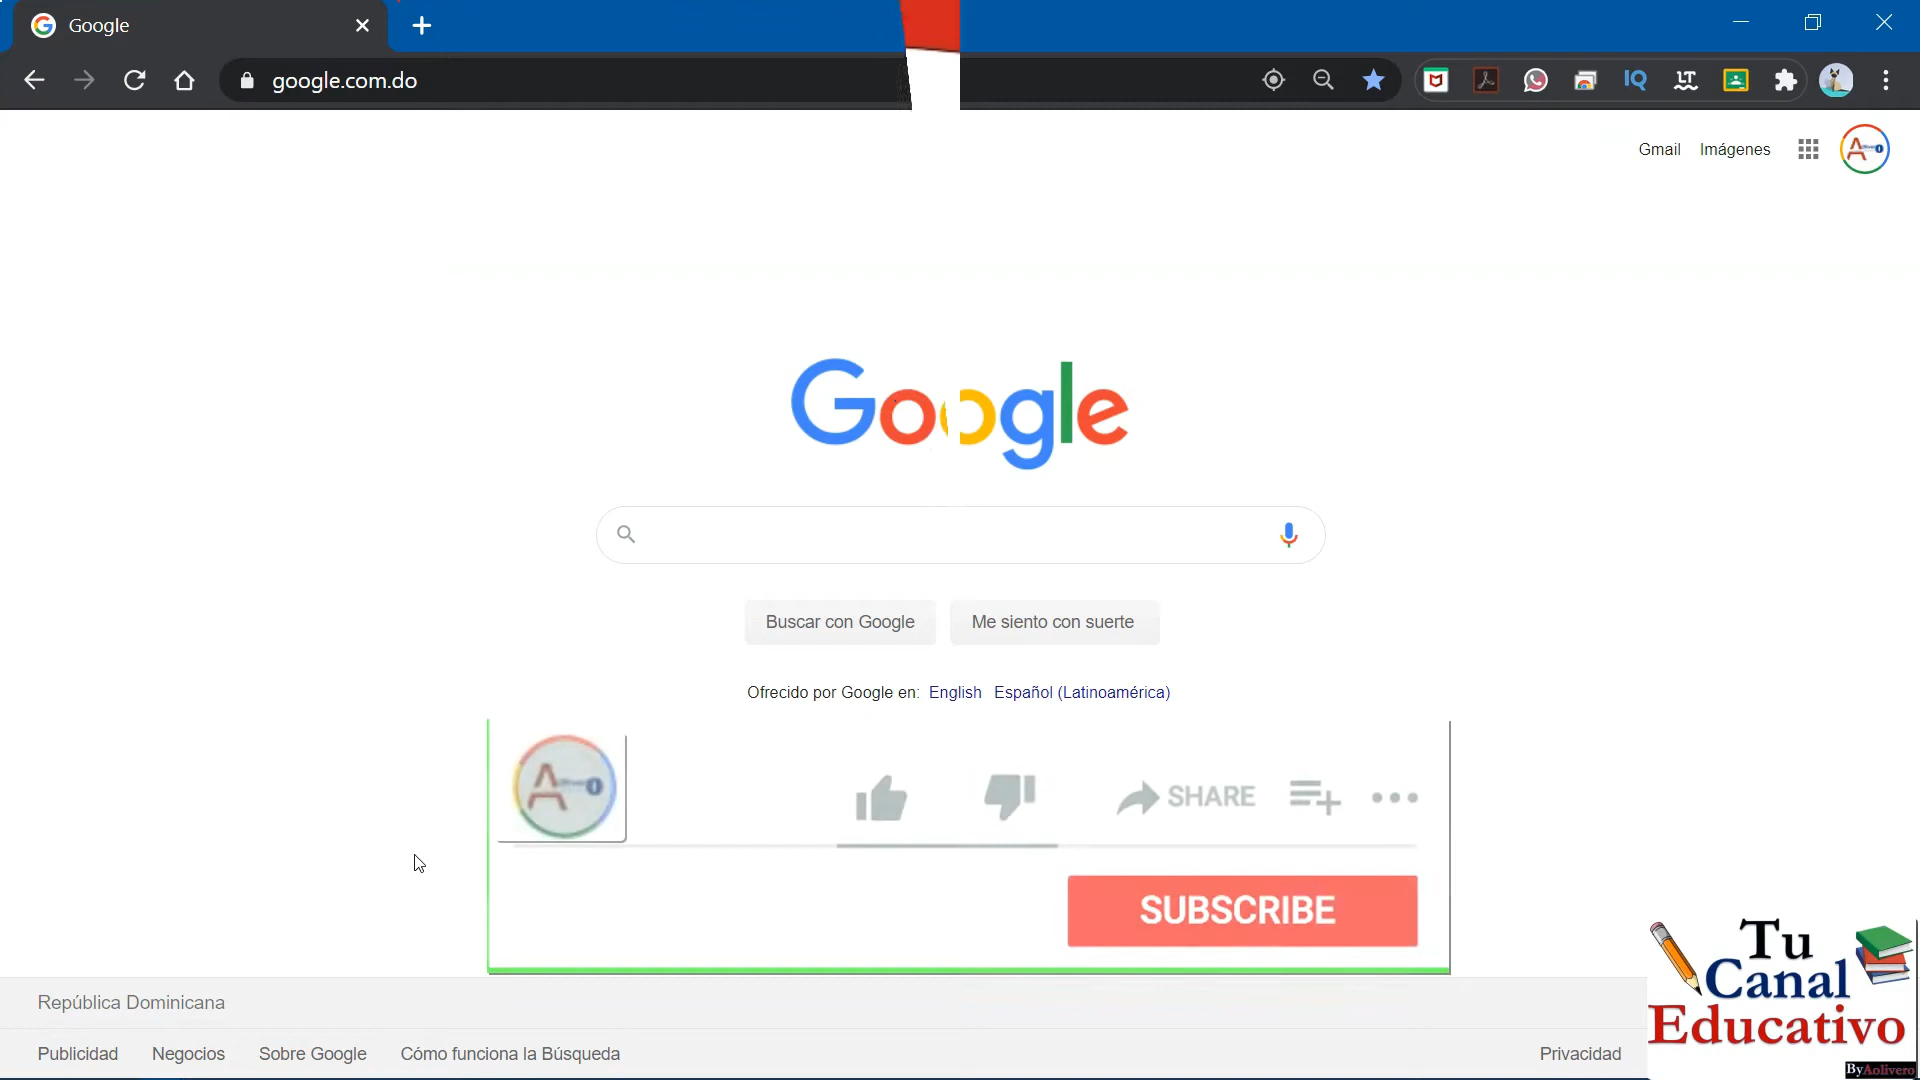 Google
google.com.do
Gmail Imágenes
Google
Buscar con Google Me siento con suerte
Ofrecido por Google en: English Español (Latinoamérica)
SHARE
SUBSCRIBE
Tu
Canal
Educativo
ByAolivero
República Dominicana
Publicidad Negocios Sobre Google Cómo funciona la Búsqueda Privacidad